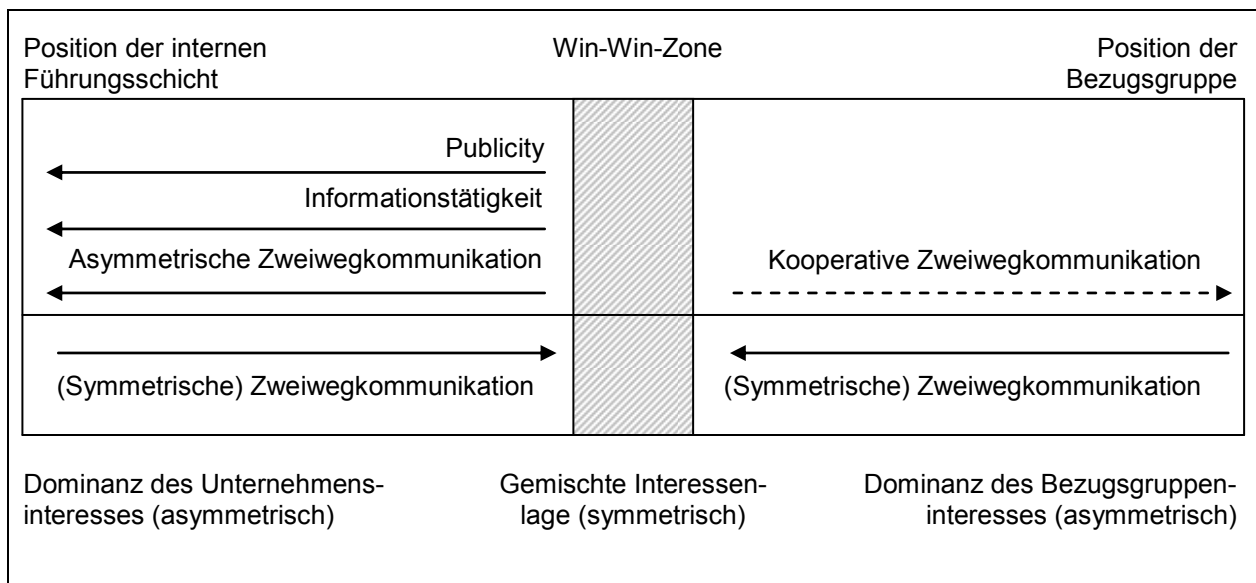 Position der internen
Führungsschicht
Win-Win-Zone
Position der
Bezugsgruppe
Publicity
Informationstätigkeit
Asymmetrische Zweiwegkommunikation
Kooperative Zweiwegkommunikation
(Symmetrische) Zweiwegkommunikation
(Symmetrische) Zweiwegkommunikation
Dominanz des Unternehmens-
interesses (asymmetrisch)
Gemischte Interessen-
lage (symmetrisch)
Dominanz des Bezugsgruppen-
interesses (asymmetrisch)